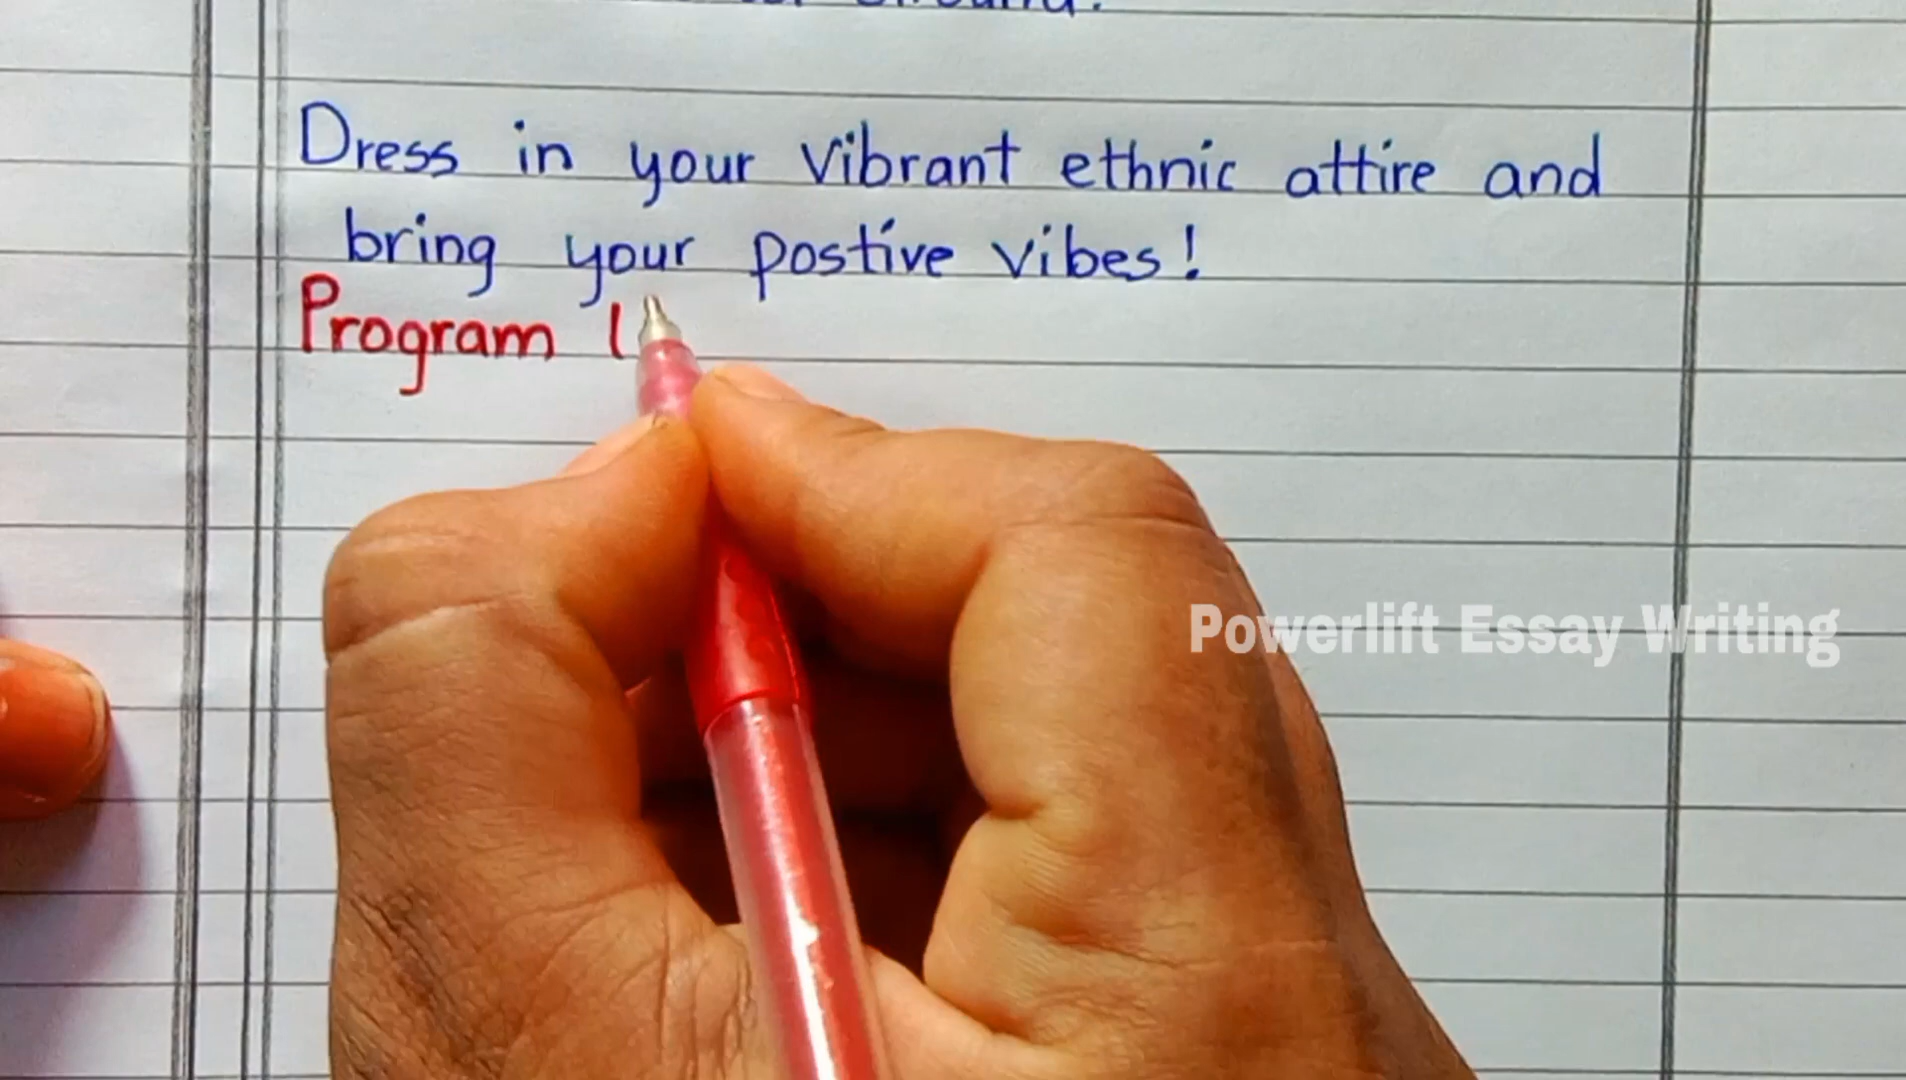 Dress in your vibrant ethnic attire and
bring your postive vibes!
Program
Powerlift Essay Writing